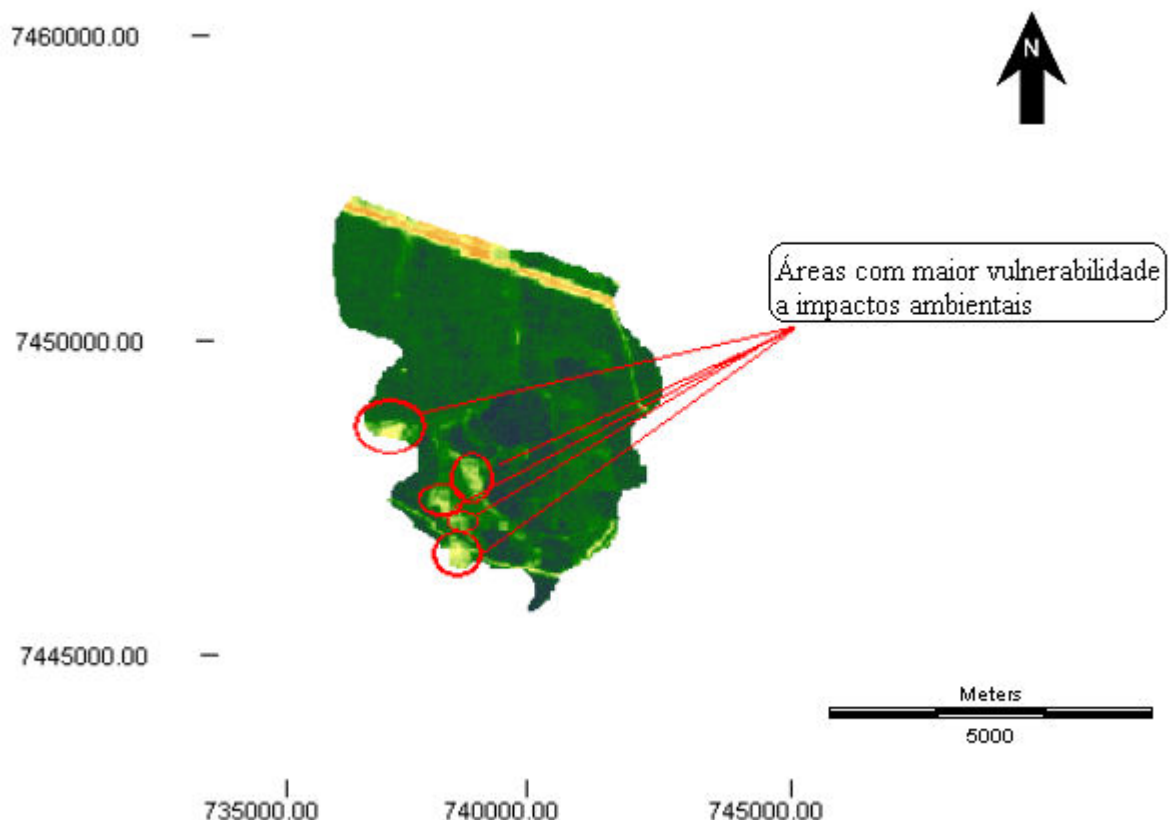 7460000.00
N
Áreas com maior vulnerabilidade
a impactos ambientais
7450000.00
7445000.00
Meters
5000
735000.00
740000.00
745000.00